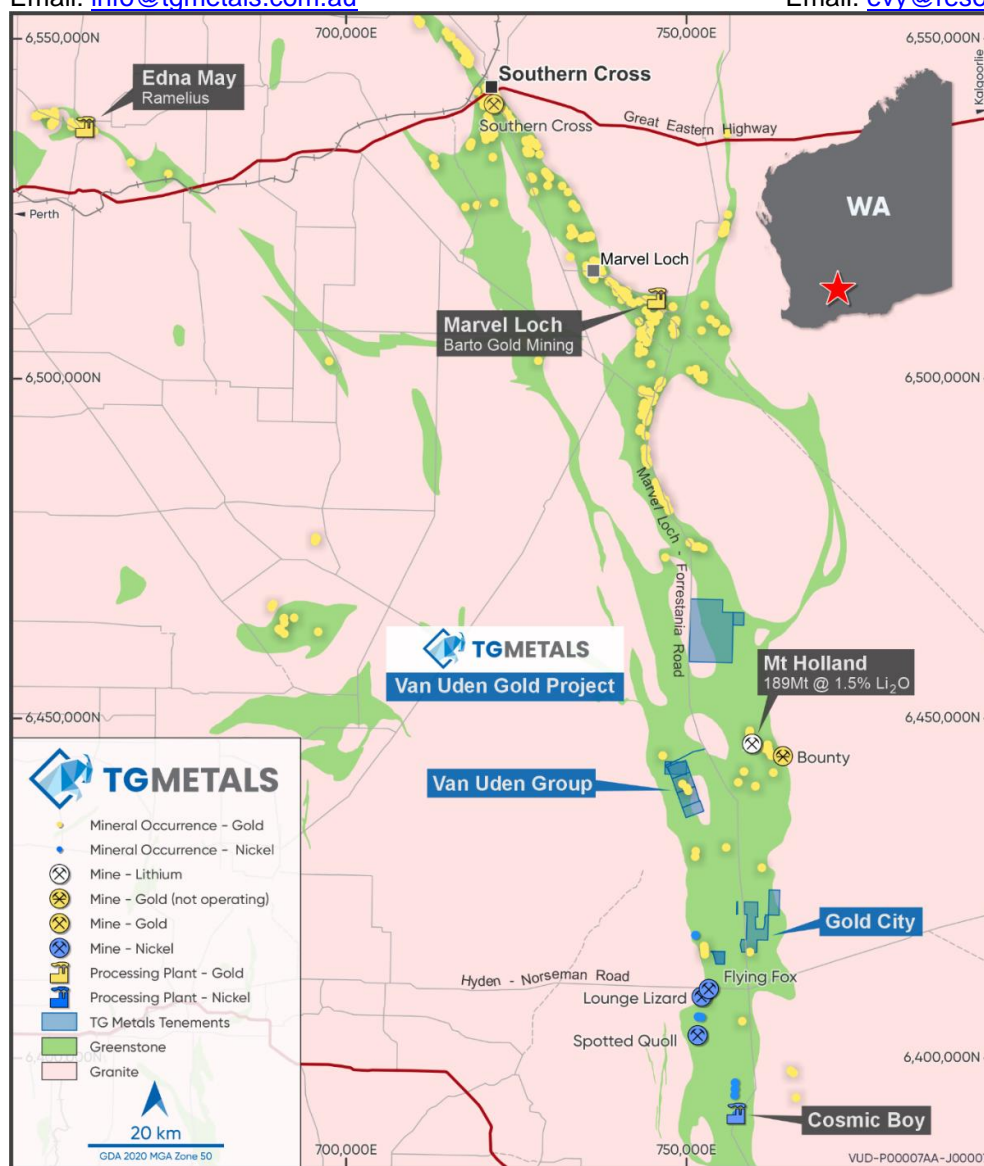 Email: info@tgmetals.com.au
6,550,000N
700,000E
750,000E
6,550,000N
Kalgoorlie
Edna May
Ramelius
Southern Cross
Southern Cross
Great Eastern Highway
Perth
WA
Marvel Loch
Marvel Loch
Barto Gold Mining
6,500,000N
6,500,000N
Marvel Loch - Forrestania Road
TGMETALS
Van Uden Gold Project
Mt Holland
189Mt @ 1.5% Li₂O
6,450,000N
6,450,000N
Bounty
Van Uden Group
Gold City
Hyden - Norseman Road
Flying Fox
Lounge Lizard
Spotted Quoll
6,400,000N
Cosmic Boy
TGMETALS
Mineral Occurrence - Gold
Mineral Occurrence - Nickel
Mine - Lithium
Mine - Gold (not operating)
Mine - Gold
Mine - Nickel
Processing Plant - Gold
Processing Plant - Nickel
TG Metals Tenements
Greenstone
6,400,000N
Granite
20 km
GDA 2020 MGA Zone 50
700,000E
750,000E